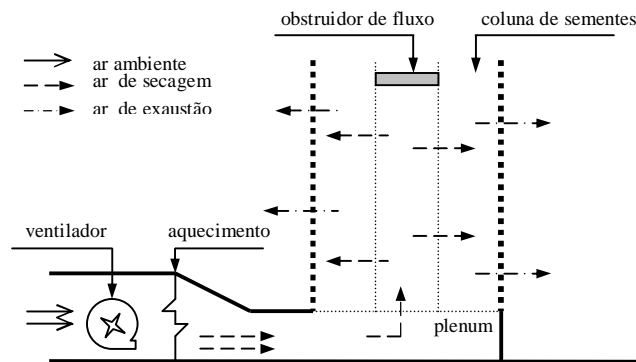 obstruidor de fluxo
coluna de sementes
ar ambiente
ar de secagem
ar de exaustão
ventilador
aquecimento
plenum